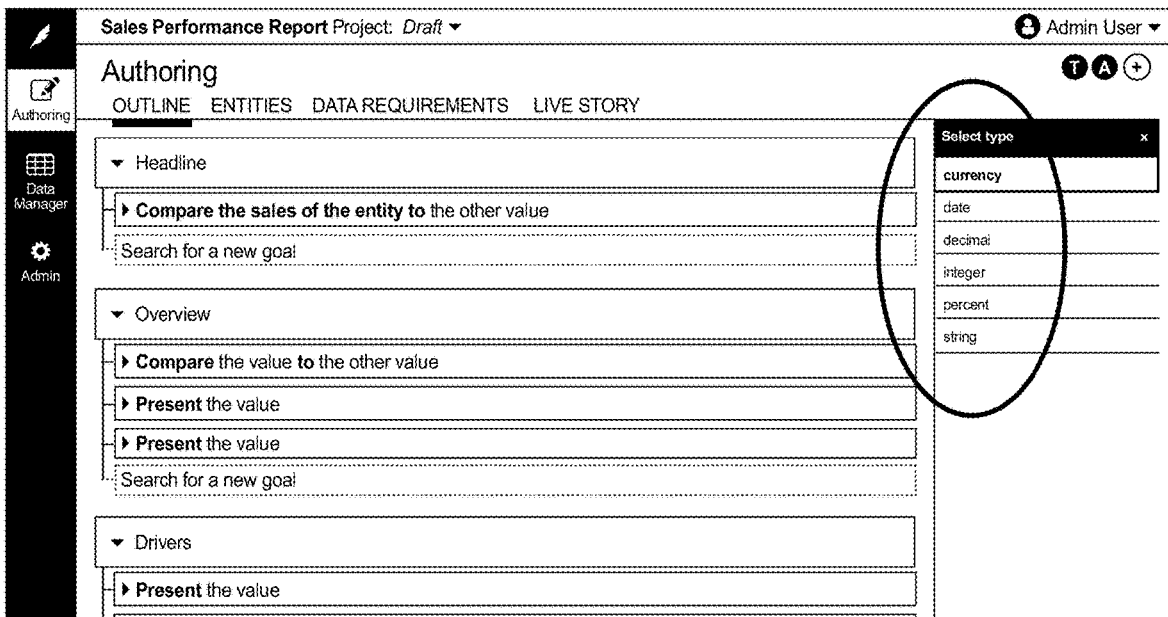 Sales Performance Report Project: Draft
Admin User
Authoring
T A +
OUTLINE ENTITIES DATA REQUIREMENTS LIVE STORY
Authoring
Data
Manager
Admin
Headline
Compare the sales of the entity to the other value
Search for a new goal
Overview
Compare the value to the other value
Present the value
Present the value
Search for a new goal
Drivers
Present the value
Select type x
currency
date
decimal
integer
percent
string